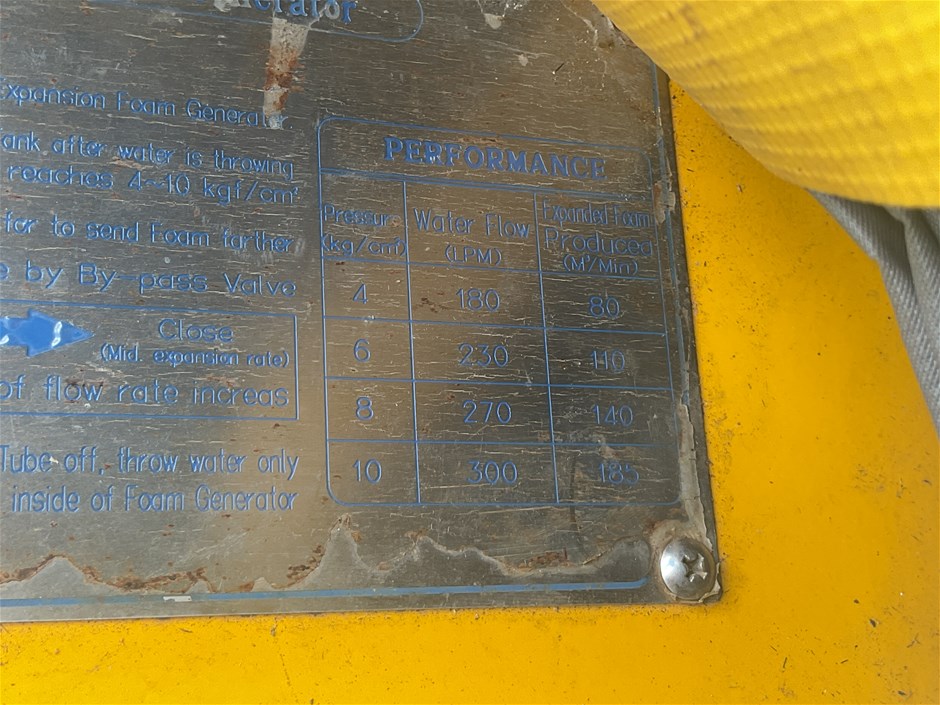 Expansion Foam Generator
ank after water is throwing
reaches 4~10 kgf/cm²
for to send Foam farther
e by By-pass Valve
Close
(Mid. expansion rate)
of flow rate increas
Tube off, throw water only
inside of Foam Generator
PERFORMANCE
Pressur Water Flow Expanded Foam
(kg/cm²) (LPM) Produced
(M³/Min)
4 180 80
6 230 110
8 270 140
10 300 185